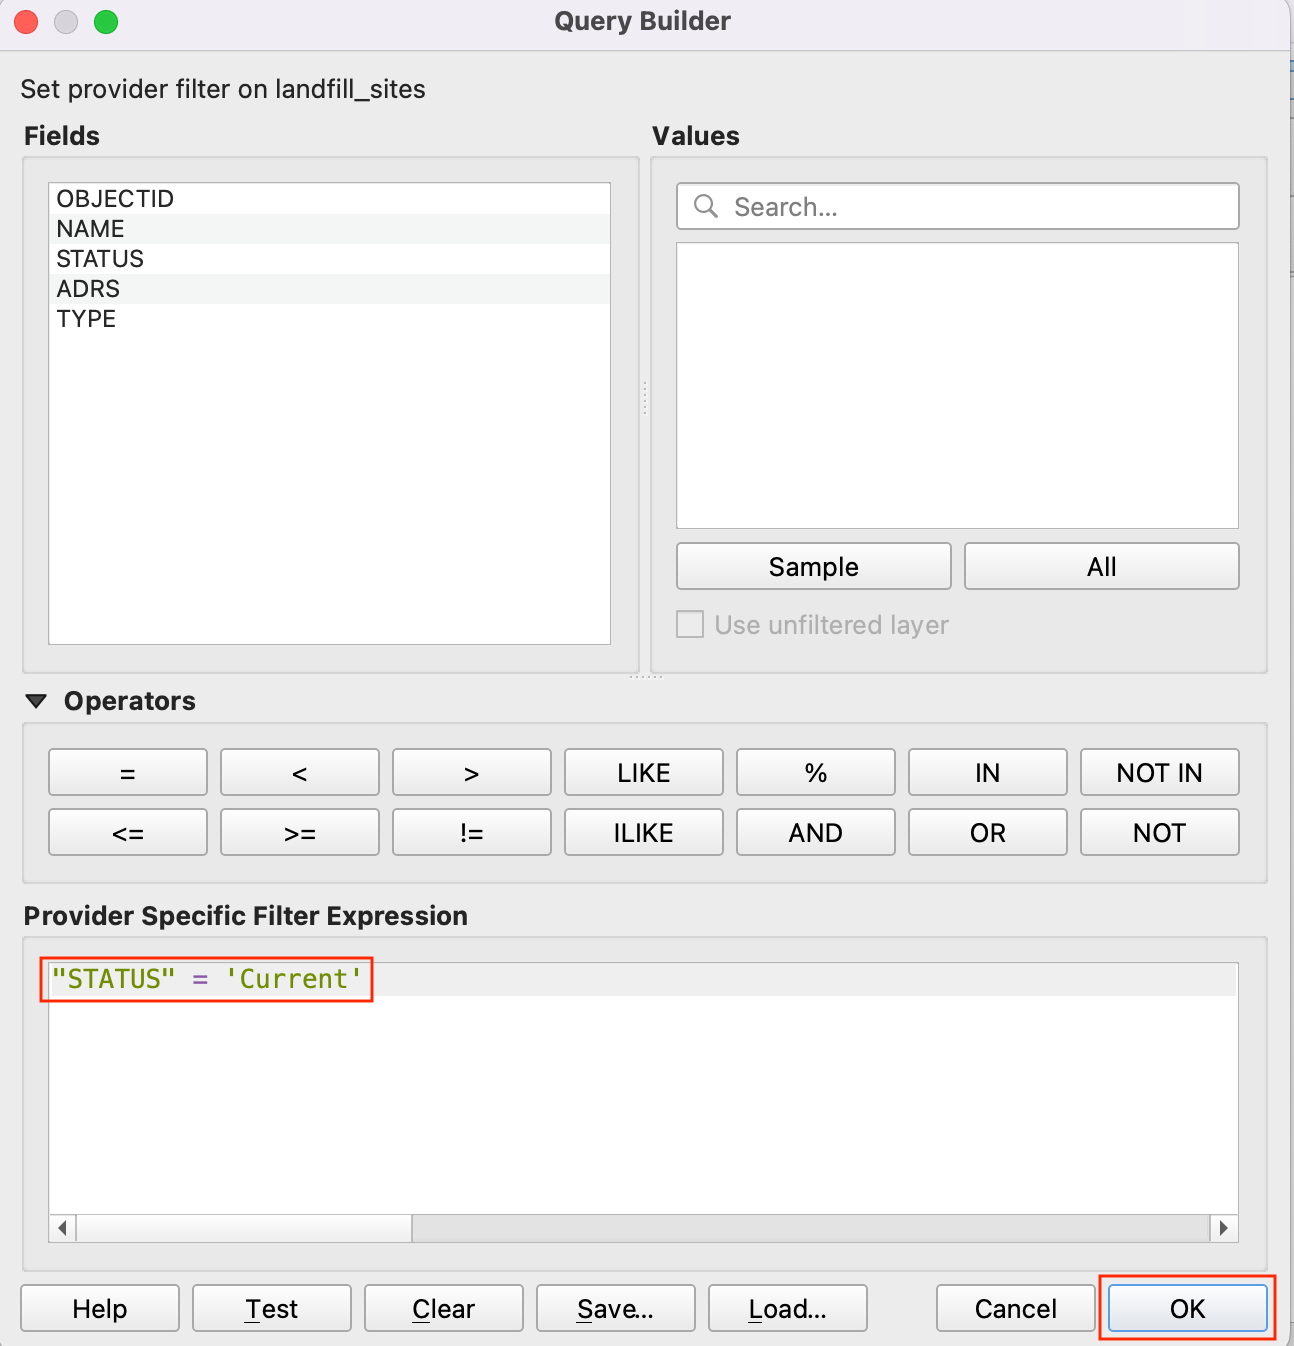 Query Builder
Set provider filter on landfill_sites
Fields
OBJECTID
NAME
STATUS
ADRS
TYPE
Values
Search...
Sample
All
Use unfiltered layer
Operators
=
<
>
LIKE
%
IN
NOT IN
<=
>=
!=
ILIKE
AND
OR
NOT
Provider Specific Filter Expression
"STATUS" = 'Current'
Help
Test
Clear
Save...
Load...
Cancel
OK